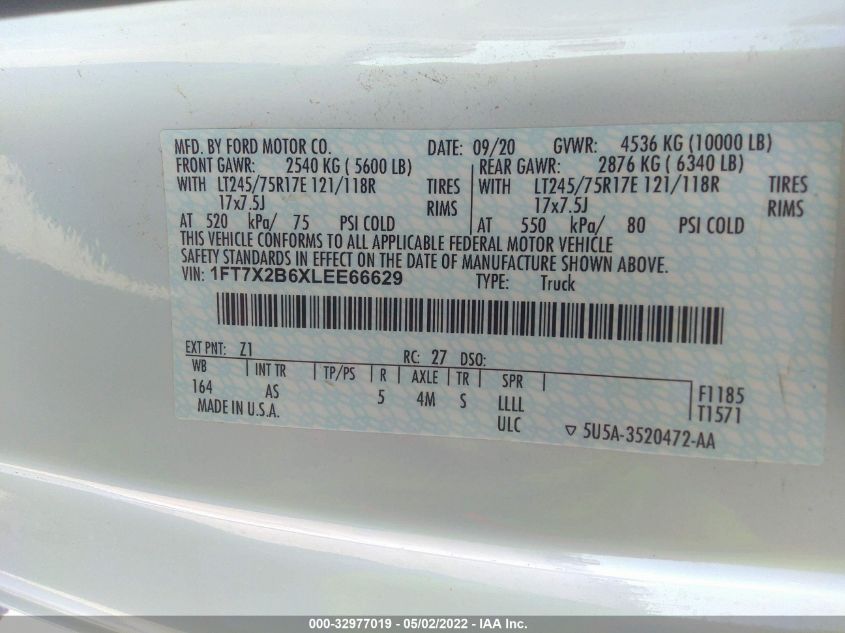 MFD. BY FORD MOTOR CO. DATE: 09/20 GVWR: 4536 KG (10000 LB)
FRONT GAWR: 2540 KG ( 5600 LB) REAR GAWR: 2876 KG ( 6340 LB)
WITH LT245/75R17E 121/118R TIRES WITH LT245/75R17E 121/118R TIRES
17x7.5J RIMS 17x7.5J RIMS
AT 520 kPa/ 75 PSI COLD AT 550 kPa/ 80 PSI COLD
THIS VEHICLE CONFORMS TO ALL APPLICABLE FEDERAL MOTOR VEHICLE
SAFETY STANDARDS IN EFFECT ON THE DATE OF MANUFACTURE SHOWN ABOVE.
VIN: 1FT7X2B6XLEE66629 TYPE: Truck
EXT PNT: Z1 RC: 27 DSO:
WB INT TR TP/PS R AXLE TR SPR
164 AS 5 4M S LLLL
ULC
F1185
T1571
MADE IN U.S.A.
▽ 5U5A-3520472-AA
000-32977019 - 05/02/2022 - IAA Inc.